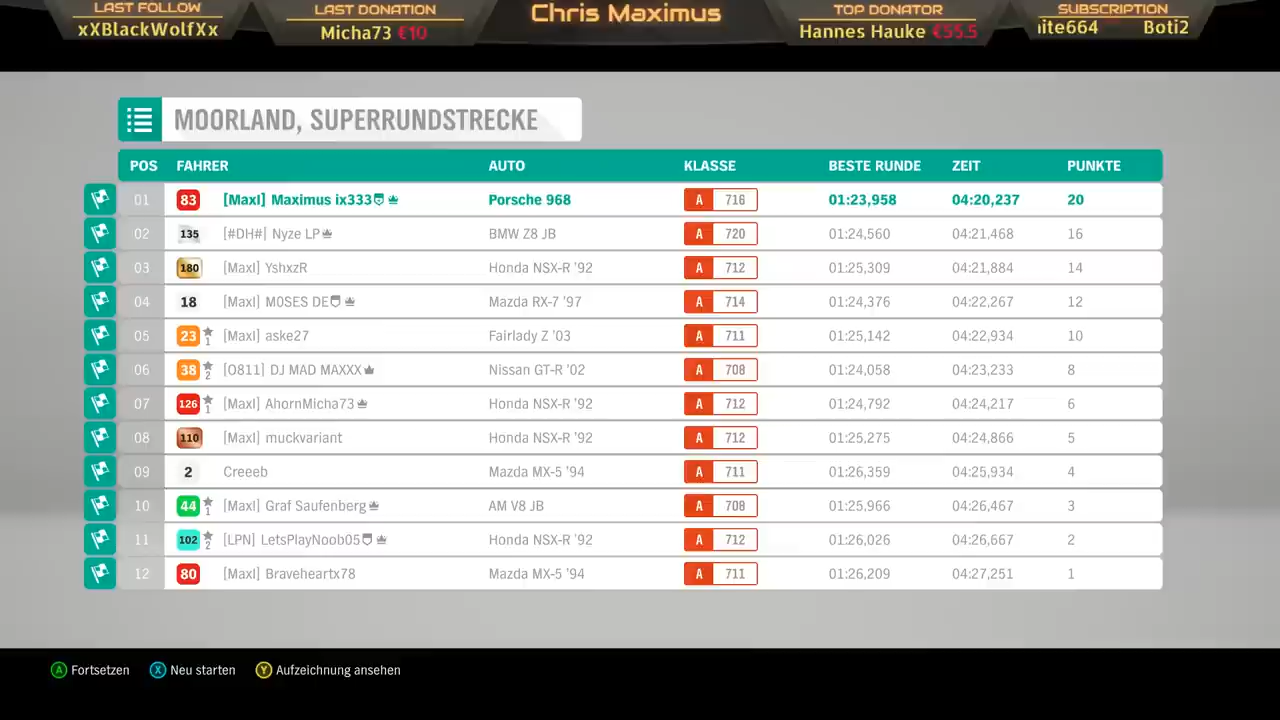 LAST FOLLOW
xXBlackWolfXx
LAST DONATION
Micha73 €10
Chris Maximus
TOP DONATOR
Hannes Hauke €55.5
SUBSCRIPTION
ite664 Boti2
MOORLAND, SUPERRUNDSTRECKE
POS FAHRER AUTO KLASSE BESTE RUNDE ZEIT PUNKTE
01 83 [Maxl] Maximus ix333 Porsche 968 A 716 01:23,958 04:20,237 20
02 135 [#DH#] Nyze LP BMW Z8 JB A 720 01:24,560 04:21,468 16
03 180 [Maxl] YshxzR Honda NSX-R '92 A 712 01:25,309 04:21,884 14
04 18 [Maxl] MOSES DE Mazda RX-7 '97 A 714 01:24,376 04:22,267 12
05 23 1 [Maxl] aske27 Fairlady Z '03 A 711 01:25,142 04:22,934 10
06 38 2 [O811] DJ MAD MAXXX Nissan GT-R '02 A 708 01:24,058 04:23,233 8
07 126 1 [Maxl] AhornMicha73 Honda NSX-R '92 A 712 01:24,792 04:24,217 6
08 110 [Maxl] muckvariant Honda NSX-R '92 A 712 01:25,275 04:24,866 5
09 2 Creeeb Mazda MX-5 '94 A 711 01:26,359 04:25,934 4
10 44 1 [Maxl] Graf Saufenberg AM V8 JB A 708 01:25,966 04:26,467 3
11 102 2 [LPN] LetsPlayNoob05 Honda NSX-R '92 A 712 01:26,026 04:26,667 2
12 80 [Maxl] Braveheartx78 Mazda MX-5 '94 A 711 01:26,209 04:27,251 1
A Fortsetzen X Neu starten Y Aufzeichnung ansehen